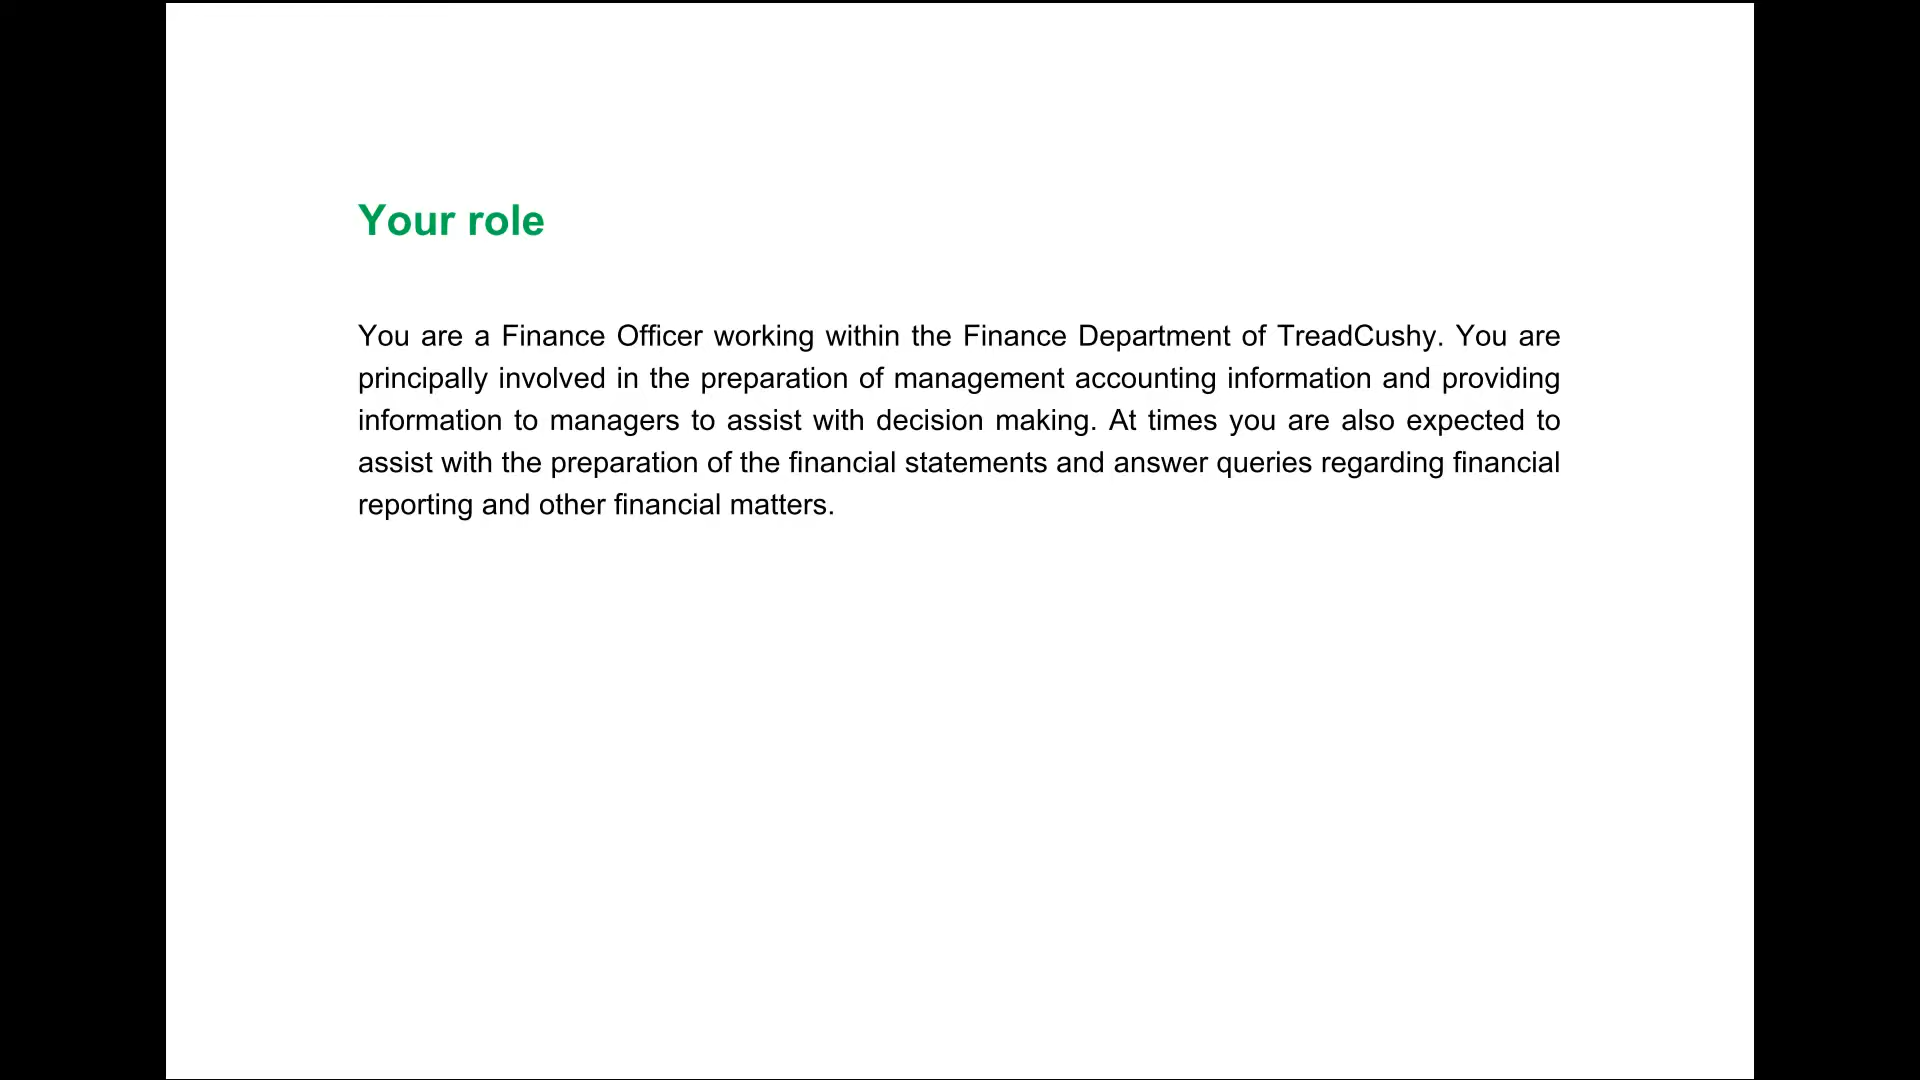 Your role
You are a Finance Officer working within the Finance Department of TreadCushy. You are
principally involved in the preparation of management accounting information and providing
information to managers to assist with decision making. At times you are also expected to
assist with the preparation of the financial statements and answer queries regarding financial
reporting and other financial matters.